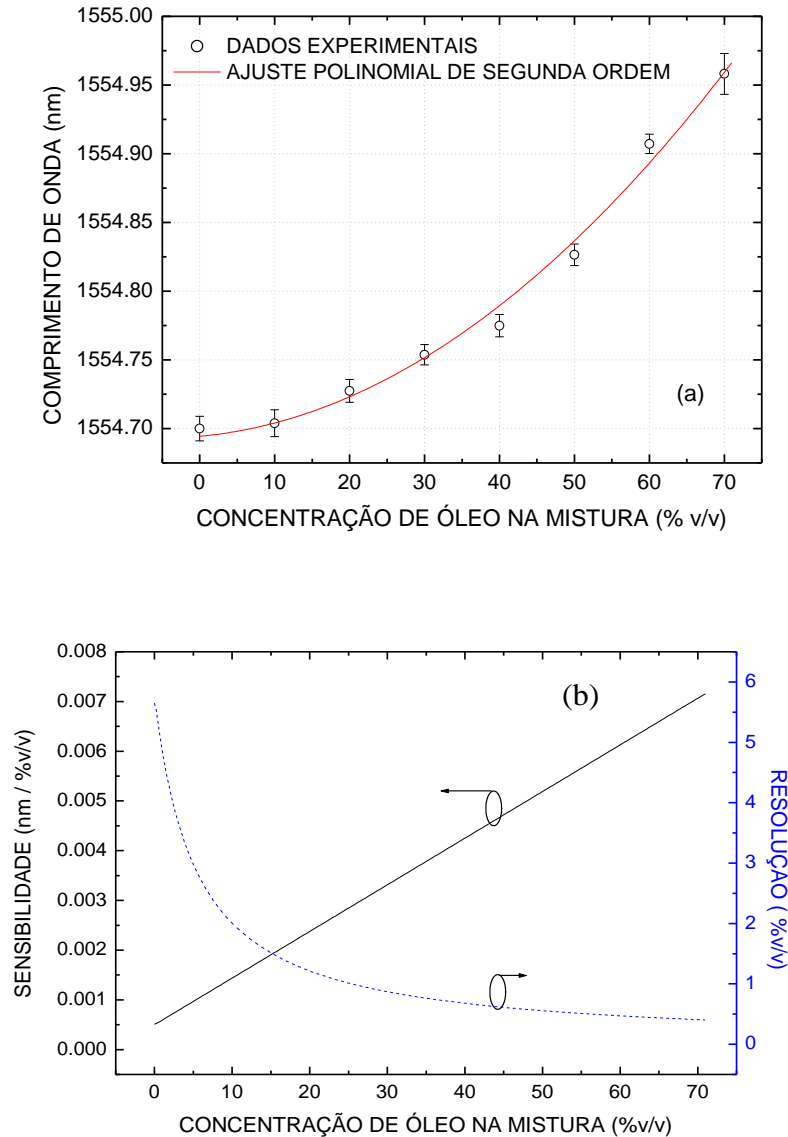 1555.00
1554.95
1554.90
1554.85
1554.80
1554.75
1554.70
COMPRIMENTO DE ONDA (nm)
DADOS EXPERIMENTAIS
AJUSTE POLINOMIAL DE SEGUNDA ORDEM
(a)
0 10 20 30 40 50 60 70
CONCENTRAÇÃO DE ÓLEO NA MISTURA (% v/v)
0.008
0.007
0.006
0.005
0.004
0.003
0.002
0.001
0.000
SENSIBILIDADE (nm / %v/v)
(b)
6
5
4
3
2
1
0
RESOLUÇAO ( %v/v)
0 10 20 30 40 50 60 70
CONCENTRAÇÃO DE ÓLEO NA MISTURA (%v/v)